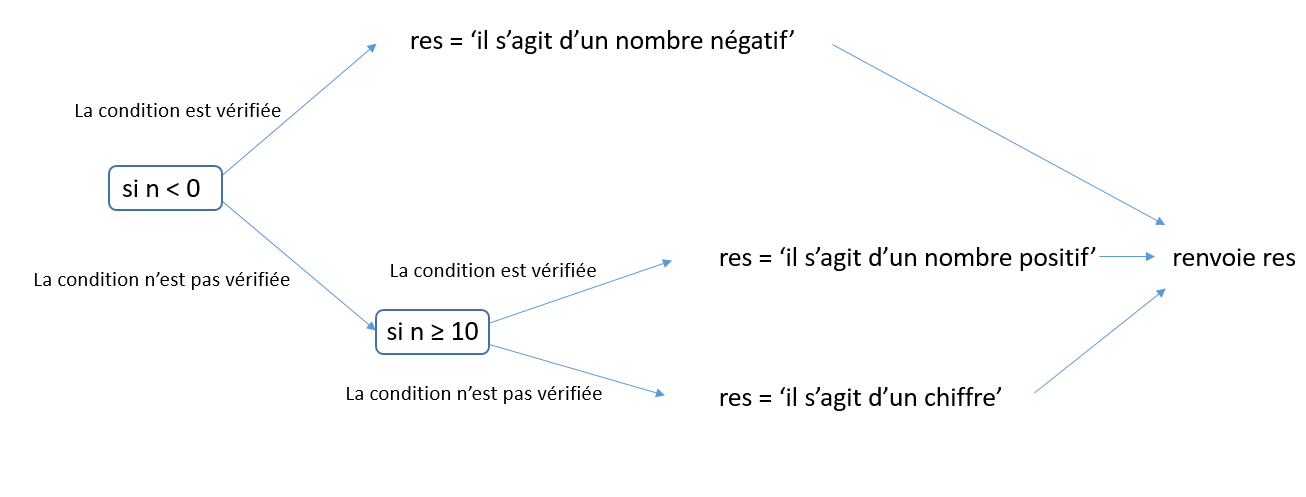 res = ‘il s’agit d’un nombre négatif’
La condition est vérifiée
si n < 0
La condition n’est pas vérifiée
La condition est vérifiée
res = ‘il s’agit d’un nombre positif’
renvoie res
si n ≥ 10
La condition n’est pas vérifiée
res = ‘il s’agit d’un chiffre’